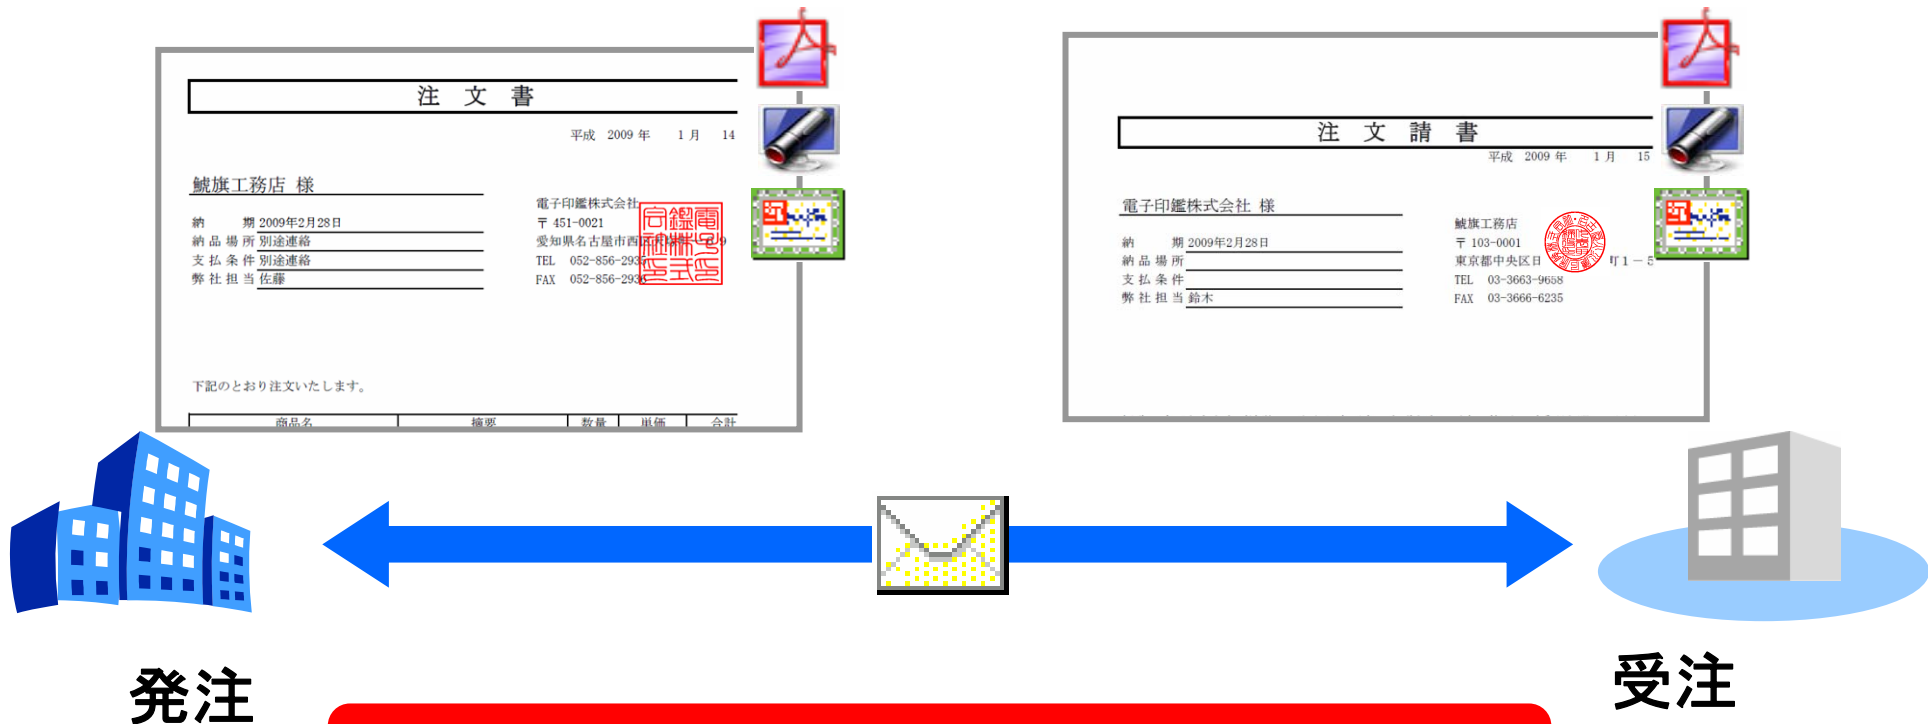 注 文 書
平成 2009 年 1 月 14
鯱旗工務店 様
電子印鑑株式会社
納 期 2009年2月28日
〒 451-0021
納 品 場 所 別途連絡
愛知県名古屋市西区
支 払 条 件 別途連絡
TEL 052-856-293
弊 社 担 当 佐藤
FAX 052-856-293
下記のとおり注文いたします。
商品名 摘要 数量 単価 合計
注 文 請 書
平成 2009 年 1 月 15
電子印鑑株式会社 様
鯱旗工務店
納 期 2009年2月28日
〒 103-0001
納 品 場 所
東京都中央区日 町1－5
支 払 条 件
TEL 03-3663-9658
弊 社 担 当 鈴木
FAX 03-3666-6235
発注
受注